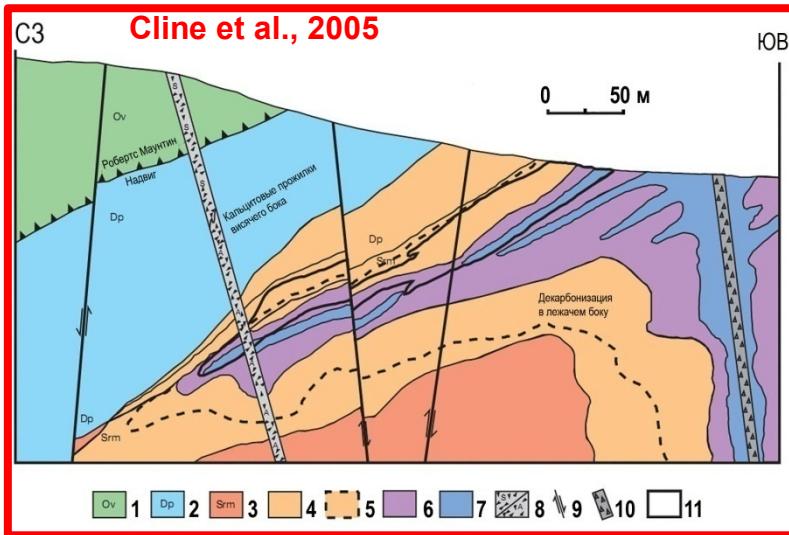 Cline et al., 2005
СЗ
ЮВ
0 50 м
Ov
Робертс Маунтин
Надвиг
Dp
Кальцитовые прожилки
висячего бока
Dp
Srm
Декарбонизация
в лежачем боку
Dp
Srm
S
S
A
A
Ov 1 Dp 2 Srm 3 4 5 6 7 S A 8 9 10 11